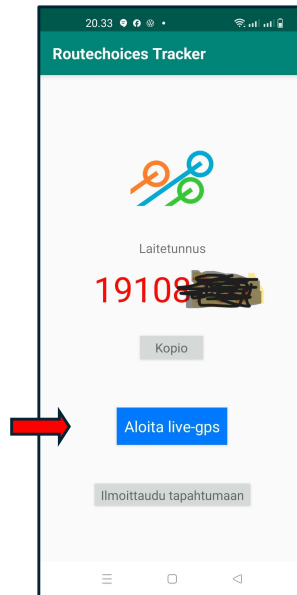 20.33
Routechoices Tracker
Laitetunnus
19108
Kopio
Aloita live-gps
Ilmoittaudu tapahtumaan